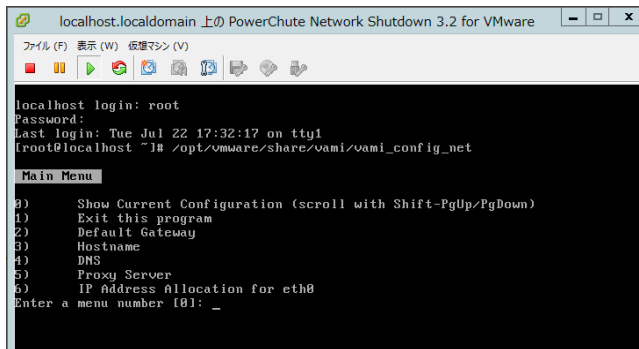 localhost.localdomain 上の PowerChute Network Shutdown 3.2 for VMware
ファイル (F) 表示 (W) 仮想マシン (V)
localhost login: root
Password:
Last login: Tue Jul 22 17:32:17 on tty1
[root@localhost ~]# /opt/vmware/share/vami/vami_config_net
Main Menu
0) Show Current Configuration (scroll with Shift-PgUp/PgDown)
1) Exit this program
2) Default Gateway
3) Hostname
4) DNS
5) Proxy Server
6) IP Address Allocation for eth0
Enter a menu number [0]: _